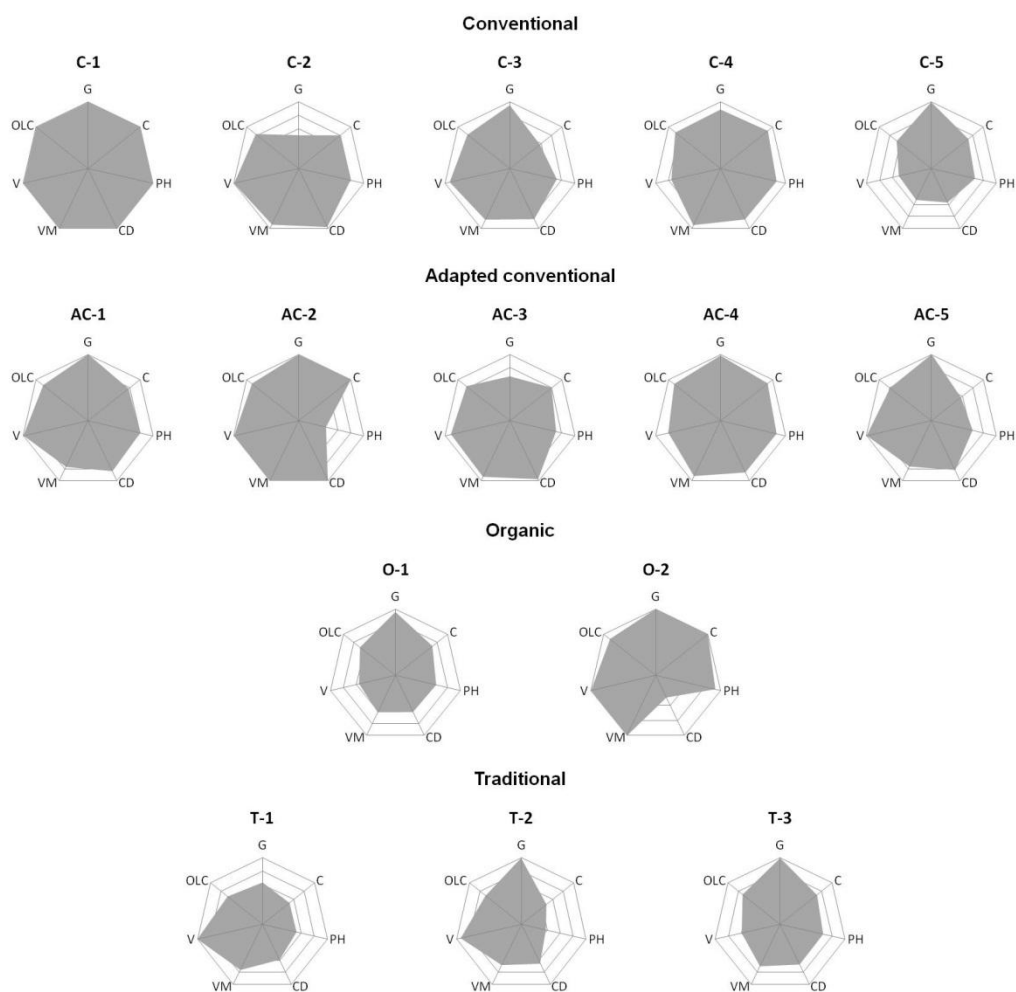 Conventional
C-1 C-2 C-3 C-4 C-5
G G G G G
OLC C OLC C OLC C OLC C OLC C
V PH V PH V PH V PH V PH
VM CD VM CD VM CD VM CD VM CD
Adapted conventional
AC-1 AC-2 AC-3 AC-4 AC-5
G G G G G
OLC C OLC C OLC C OLC C OLC C
V PH V PH V PH V PH V PH
VM CD VM CD VM CD VM CD VM CD
Organic
O-1 O-2
G G
OLC C OLC C
V PH V PH
VM CD VM CD
Traditional
T-1 T-2 T-3
G G G
OLC C OLC C OLC C
V PH V PH V PH
VM CD VM CD VM CD